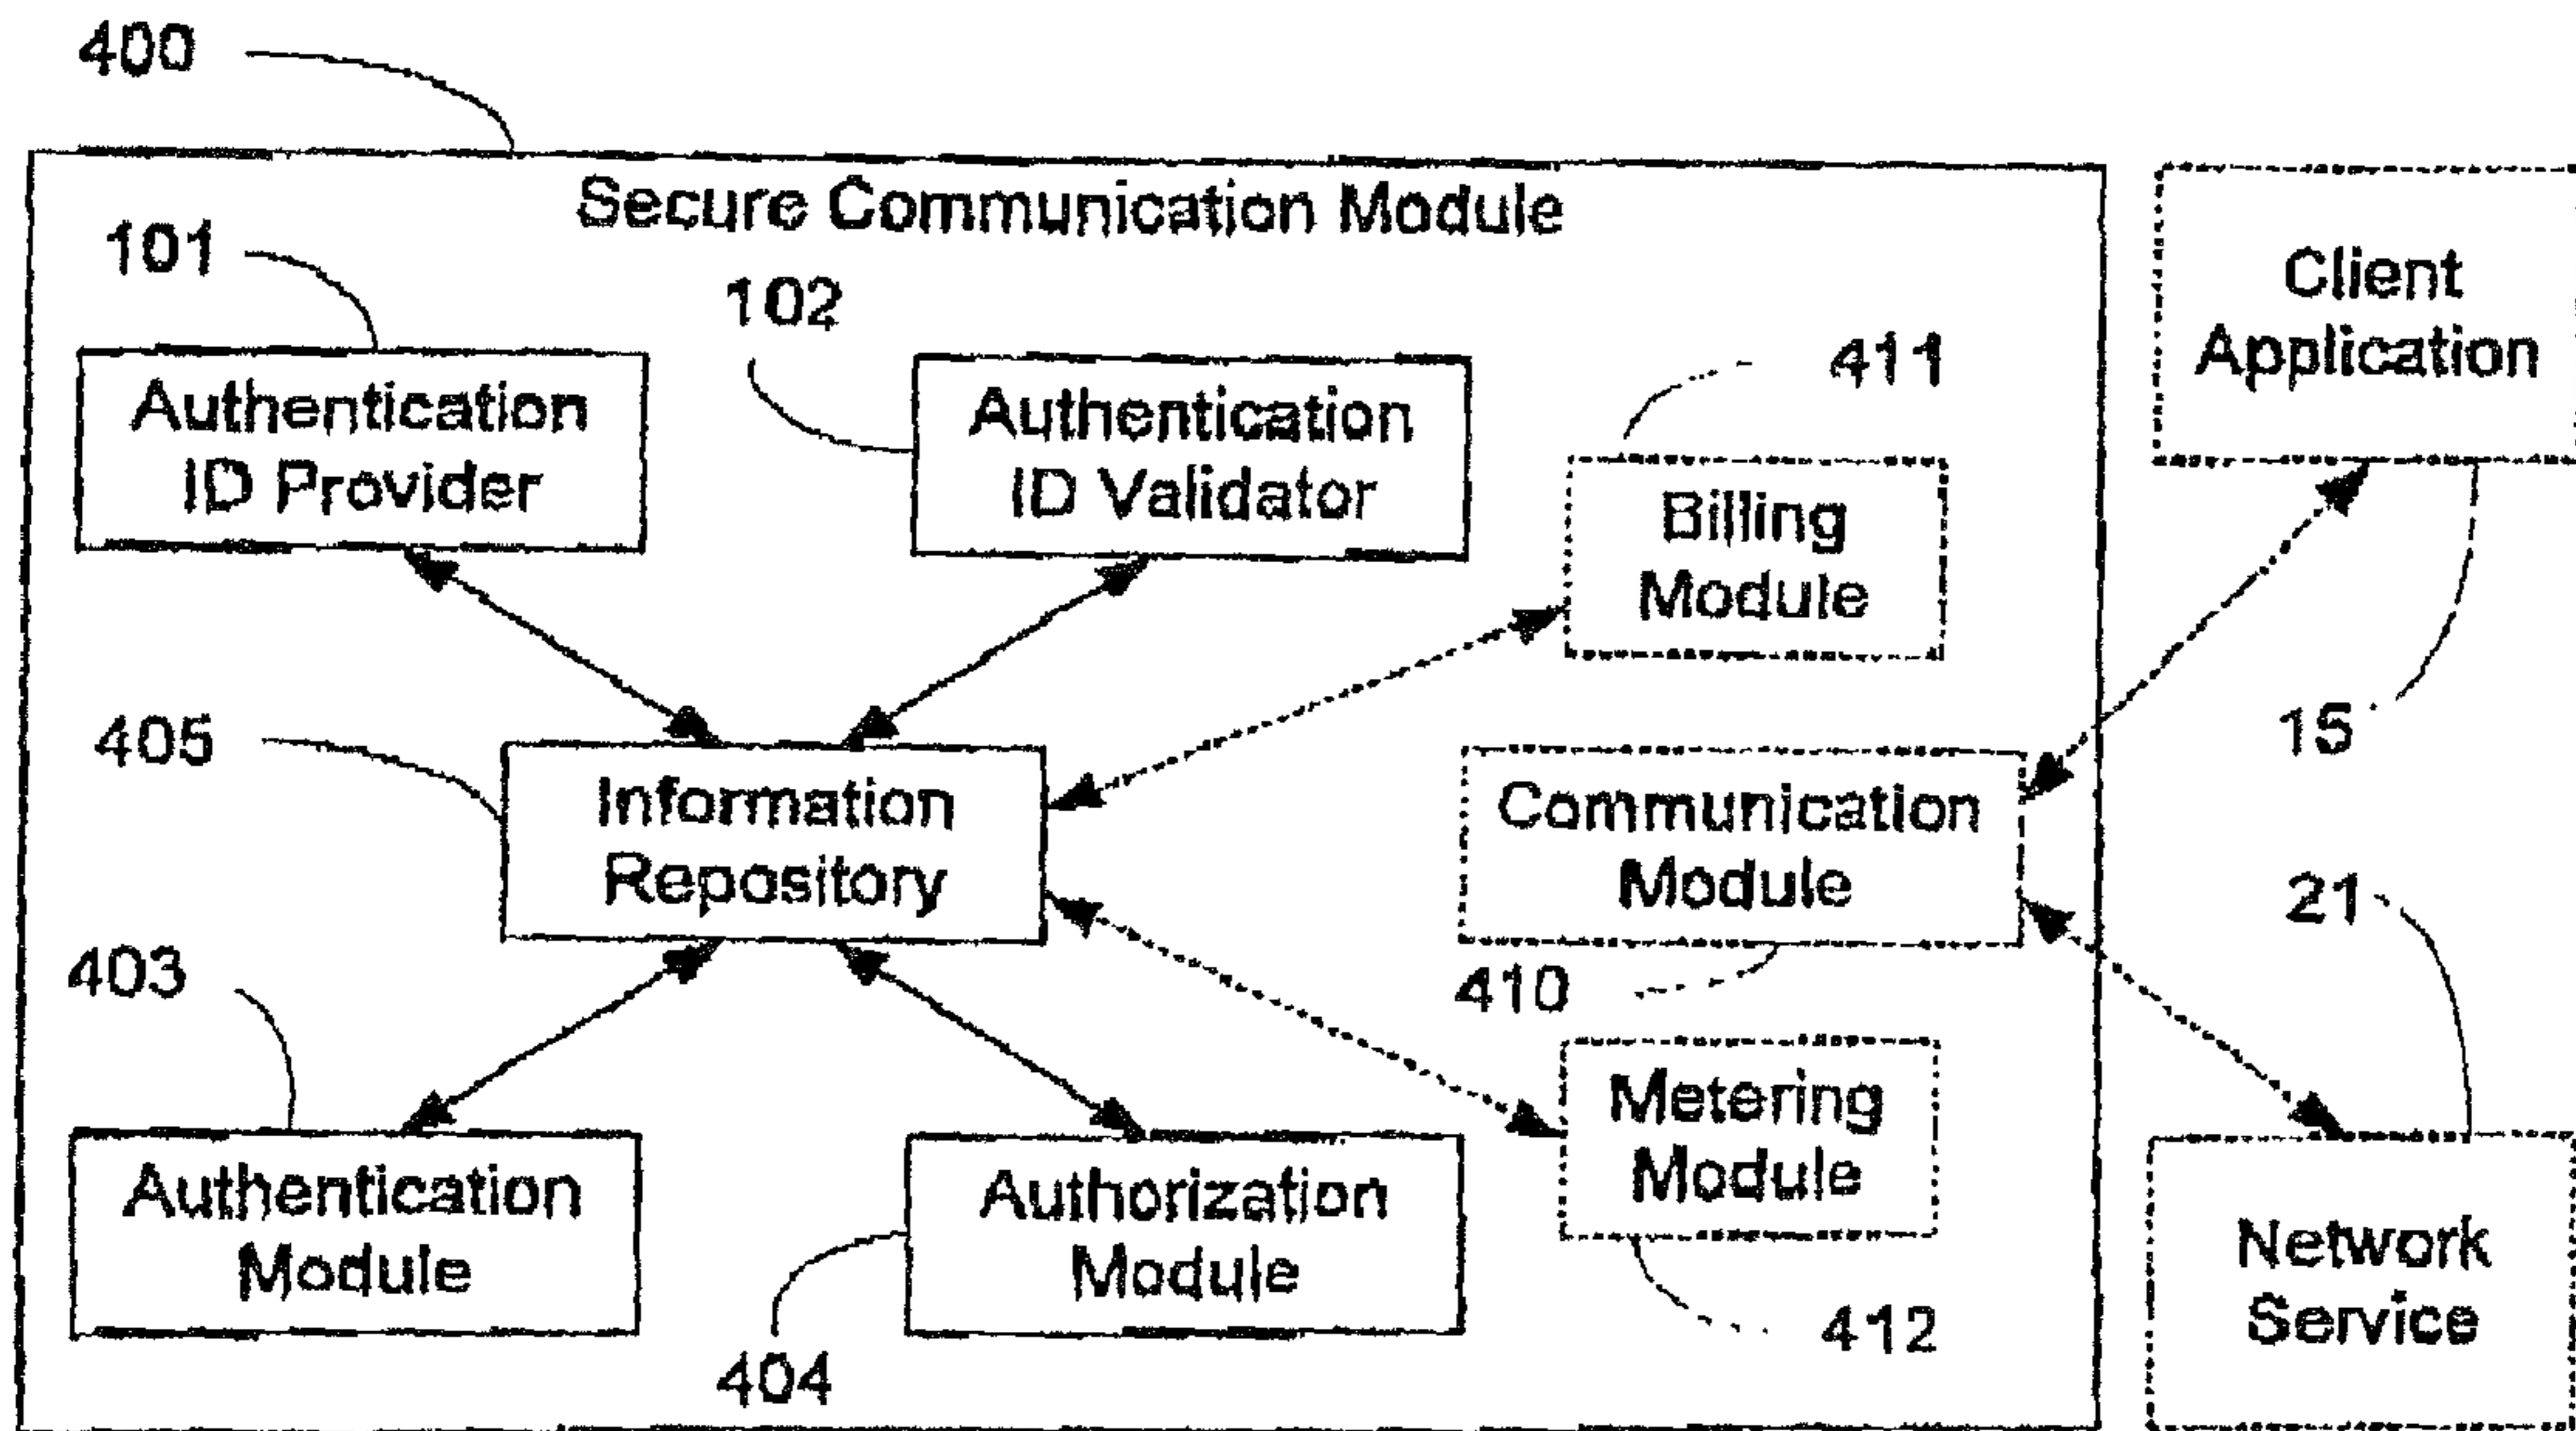 400
Secure Communication Module
101
102
Authentication
ID Provider
Authentication
ID Validator
411
Billing
Module
Client
Application
15
405
Information
Repository
Communication
Module
410
21
403
Authentication
Module
Authorization
Module
404
Metering
Module
412
Network
Service